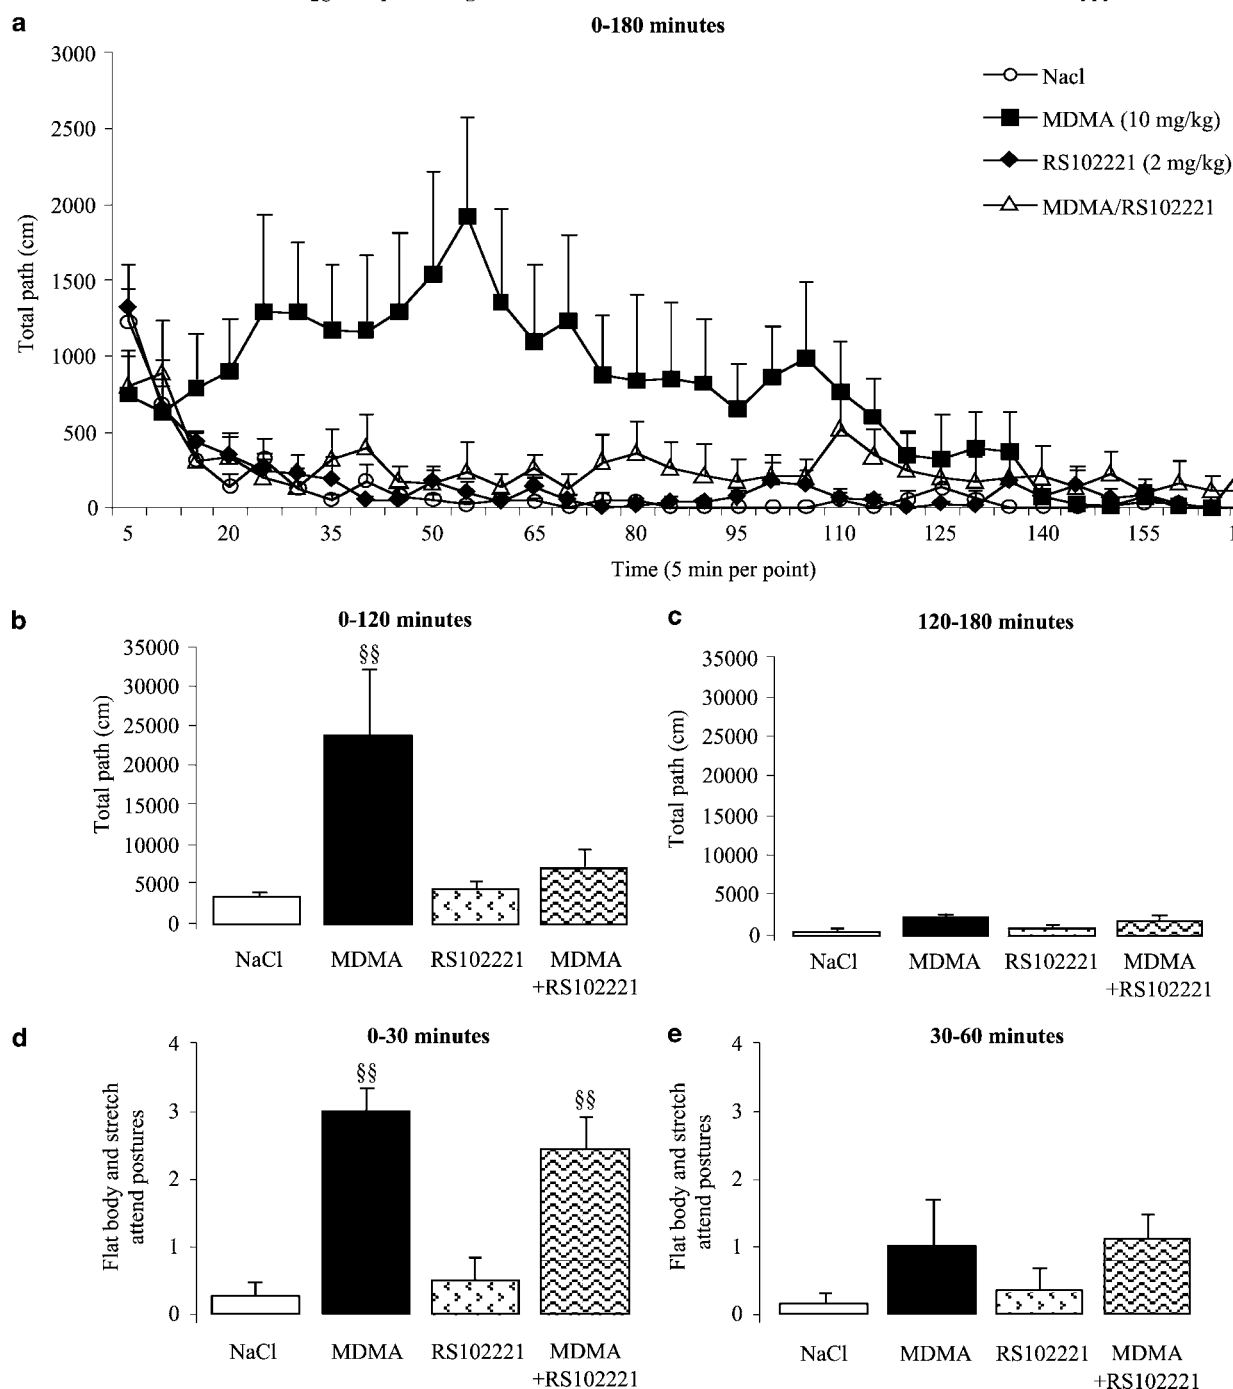 a
0-180 minutes
3000
2500
2000
1500
1000
500
0
Total path (cm)
Nacl
MDMA (10 mg/kg)
RS102221 (2 mg/kg)
MDMA/RS102221
5 20 35 50 65 80 95 110 125 140 155
Time (5 min per point)
b
0-120 minutes
35000
30000
25000
20000
15000
10000
5000
0
Total path (cm)
§§
NaCl MDMA RS102221 MDMA
+RS102221
c
120-180 minutes
35000
30000
25000
20000
15000
10000
5000
0
Total path (cm)
NaCl MDMA RS102221 MDMA
+RS102221
d
0-30 minutes
4
3
2
1
0
Flat body and stretch
attend postures
§§
§§
NaCl MDMA RS102221 MDMA
+RS102221
e
30-60 minutes
4
3
2
1
0
Flat body and stretch
attend postures
NaCl MDMA RS102221 MDMA
+RS102221